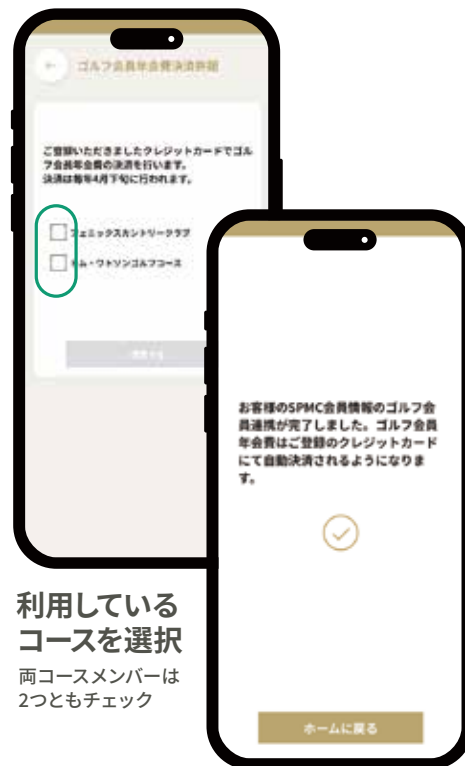 ゴルフ会員年会費決済許諾
ご登録いただきましたクレジットカードでゴル
フ会員年会費の決済を行います。
決済は毎年4月下旬に行われます。
フェニックスカントリークラブ
トム・ワトソンゴルフコース
お客様のSPMC会員情報のゴルフ会
員連携が完了しました。ゴルフ会員
年会費はご登録のクレジットカード
にて自動決済されるようになりま
す。
ホームに戻る
利用している
コースを選択
両コースメンバーは
2つともチェック